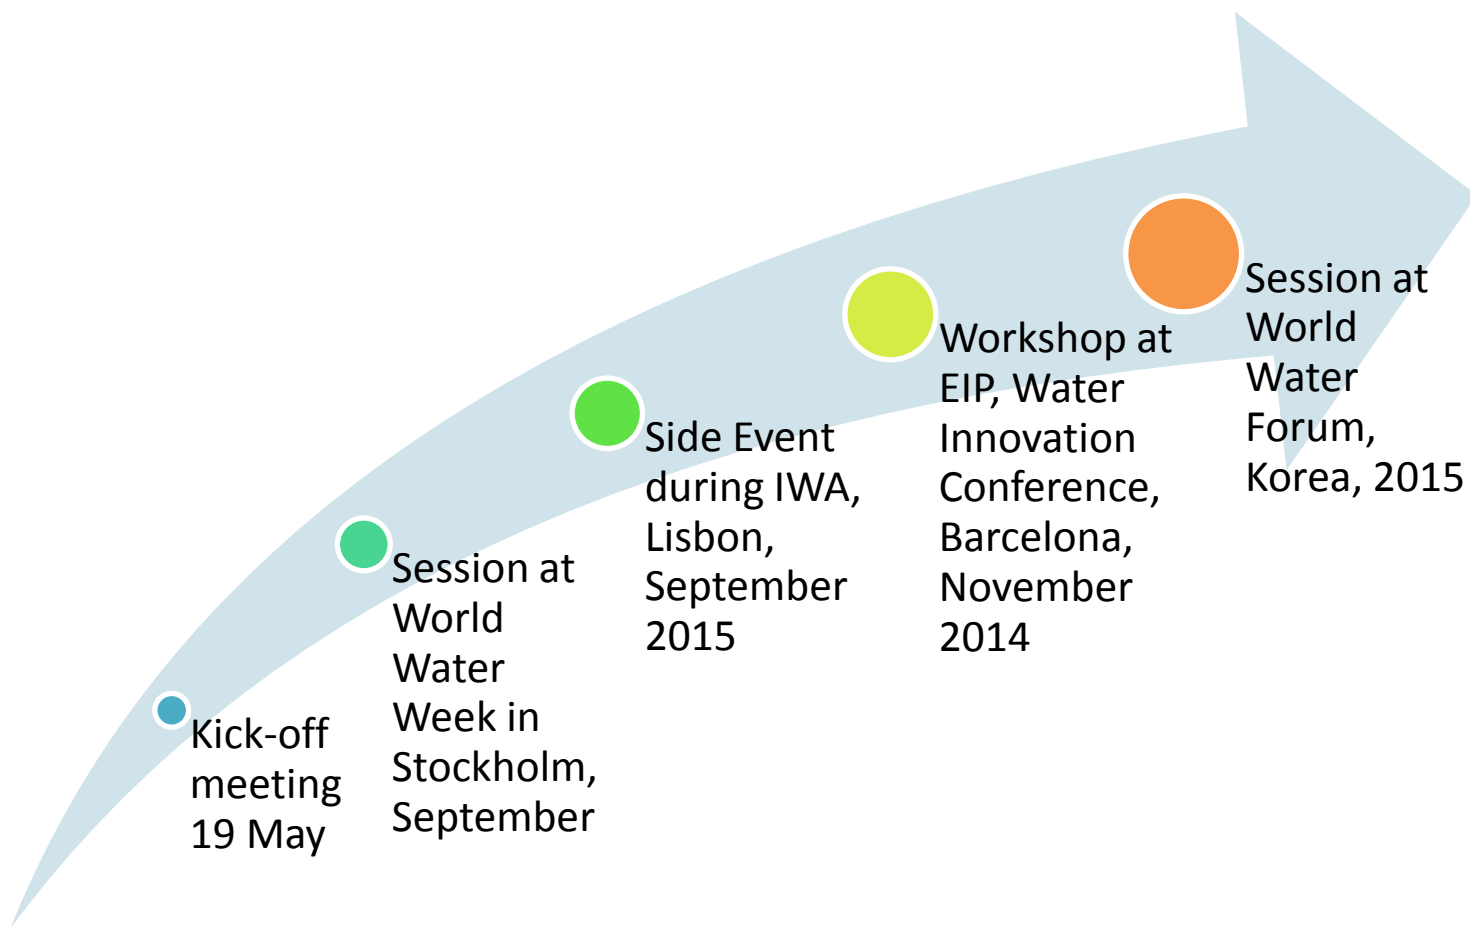 Kick-off
meeting
19 May
Session at
World
Water
Week in
Stockholm,
September
Side Event
during IWA,
Lisbon,
September
2015
Workshop at
EIP, Water
Innovation
Conference,
Barcelona,
November
2014
Session at
World
Water
Forum,
Korea, 2015